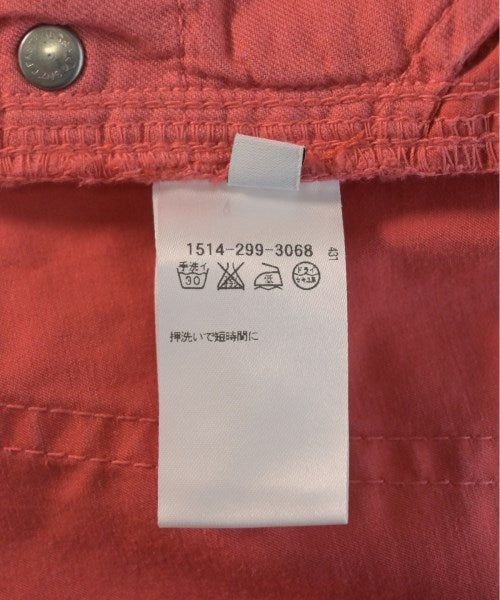 1514-299-3068
手洗イ 30 低 ドライ セキユ系
押洗いで短時間に